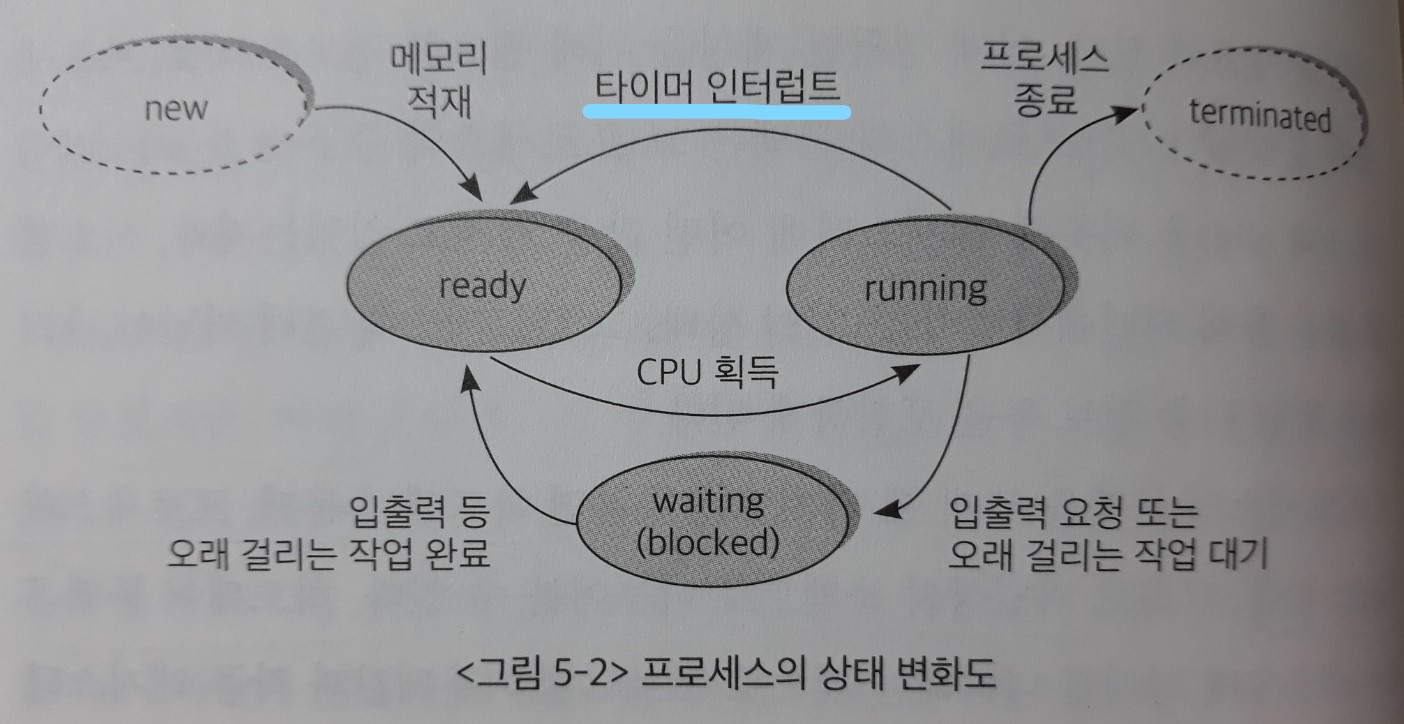 new
메모리
적재
타이머 인터럽트
프로세스
종료
terminated
ready
running
CPU 획득
waiting
(blocked)
입출력 등
오래 걸리는 작업 완료
입출력 요청 또는
오래 걸리는 작업 대기
<그림 5-2> 프로세스의 상태 변화도